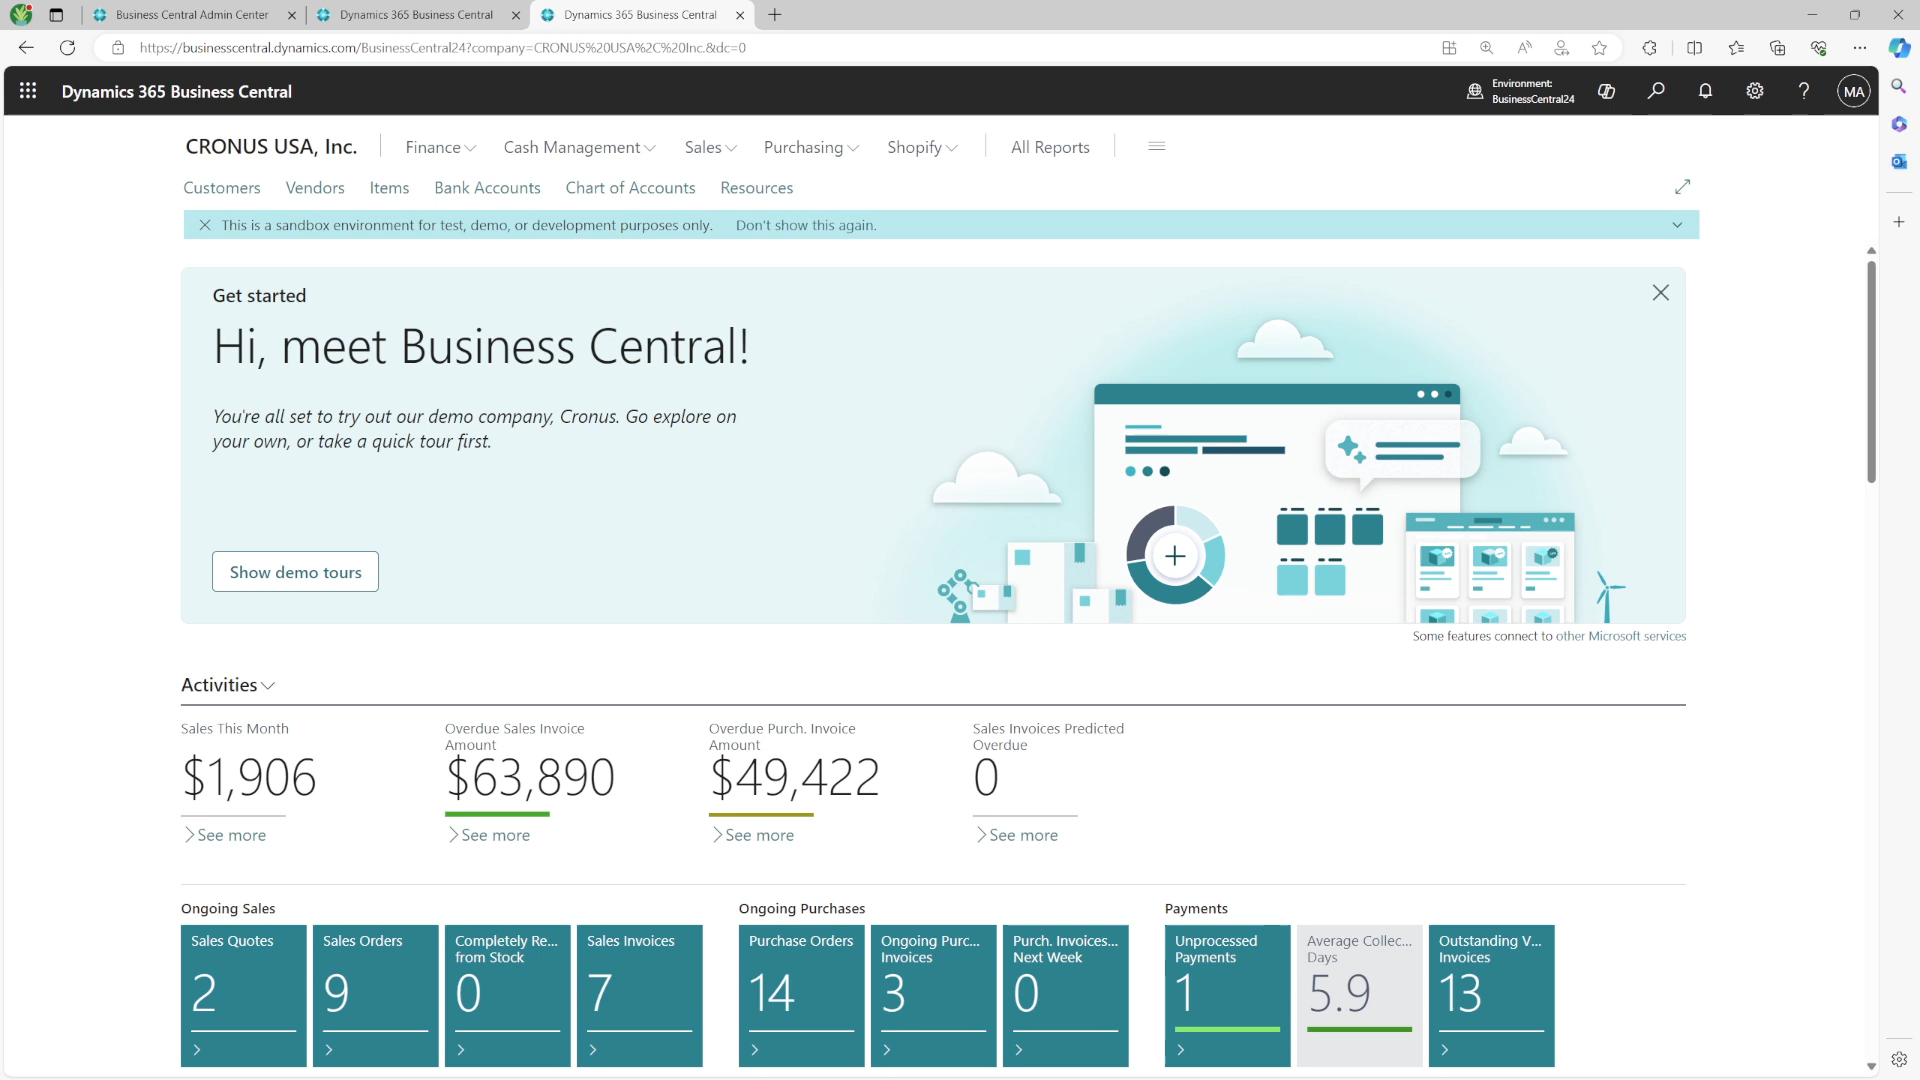 Business Central Admin Center
Dynamics 365 Business Central
Dynamics 365 Business Central
https://businesscentral.dynamics.com/BusinessCentral24?company=CRONUS%20USA%2C%20Inc.&dc=0
Dynamics 365 Business Central
Environment:
BusinessCentral24
MA
CRONUS USA, Inc.
Finance
Cash Management
Sales
Purchasing
Shopify
All Reports
Customers
Vendors
Items
Bank Accounts
Chart of Accounts
Resources
This is a sandbox environment for test, demo, or development purposes only.
Don't show this again.
Get started
Hi, meet Business Central!
You're all set to try out our demo company, Cronus. Go explore on
your own, or take a quick tour first.
Show demo tours
Some features connect to other Microsoft services
Activities
Sales This Month
$1,906
See more
Overdue Sales Invoice
Amount
$63,890
See more
Overdue Purch. Invoice
Amount
$49,422
See more
Sales Invoices Predicted
Overdue
0
See more
Ongoing Sales
Sales Quotes
2
Sales Orders
9
Completely Re...
from Stock
0
Sales Invoices
7
Ongoing Purchases
Purchase Orders
14
Ongoing Purc...
Invoices
3
Purch. Invoices...
Next Week
0
Payments
Unprocessed
Payments
1
Average Collec...
Days
5.9
Outstanding V...
Invoices
13